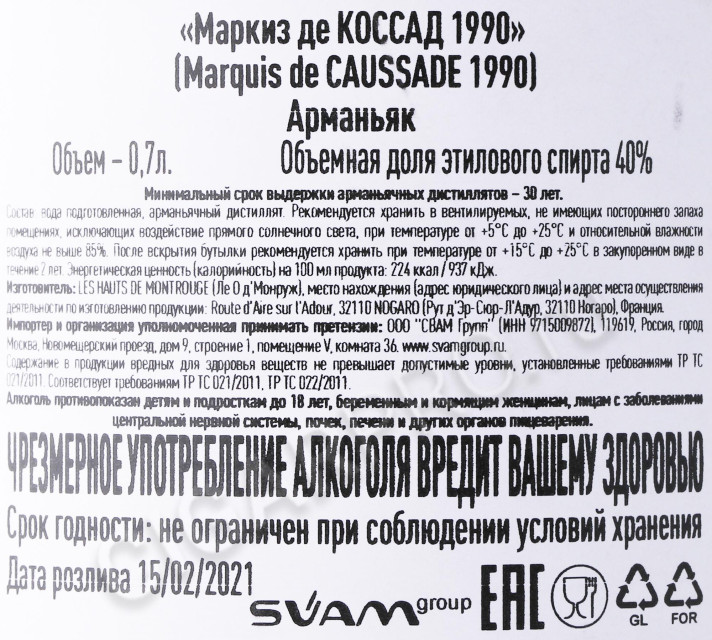 «Маркиз де КОССАД 1990»
(Marquis de CAUSSADE 1990)
Арманьяк
Объем – 0,7л. Объемная доля этилового спирта 40%
Минимальный срок выдержки арманьячных дистиллятов – 30 лет.
Состав: вода подготовленная, арманьячный дистиллят. Рекомендуется хранить в вентилируемых, не имеющих постороннего запаха
помещениях, исключающих воздействие прямого солнечного света, при температуре от +5°С до +25°С и относительной влажности
воздуха не выше 85%. После вскрытия бутылки рекомендуется хранить при температуре от +15°С до +25°С в закупоренном виде в
течение 2 лет. Энергетическая ценность (калорийность) на 100 мл продукта: 224 ккал / 937 кДж.
Изготовитель: LES HAUTS DE MONTROUGE (Ле О д'Монруж), место нахождения (адрес юридического лица) и адрес места осуществления
деятельности по изготовлению продукции: Route d'Aire sur l'Adour, 32110 NOGARO (Рут д'Эр-Сюр-Л'Адур, 32110 Ногаро), Франция.
Импортер и организация уполномоченная принимать претензии: ООО "СВАМ Групп" (ИНН 9715009872), 119619, Россия, город
Москва, Новомещерский проезд, дом 9, строение 1, помещение V, комната 36. www.svamgroup.ru.
Содержание в продукции вредных для здоровья веществ не превышает допустимые уровни, установленные требованиями ТР ТС
021/2011. Соответствует требованиям ТР ТС 021/2011, ТР ТС 022/2011.
Алкоголь противопоказан детям и подросткам до 18 лет, беременным и кормящим женщинам, лицам с заболеваниями
центральной нервной системы, почек, печени и других органов пищеварения.
ЧРЕЗМЕРНОЕ УПОТРЕБЛЕНИЕ АЛКОГОЛЯ ВРЕДИТ ВАШЕМУ ЗДОРОВЬЮ
Срок годности: не ограничен при соблюдении условий хранения
Дата розлива 15/02/2021
SVAM group EAC GL FOR